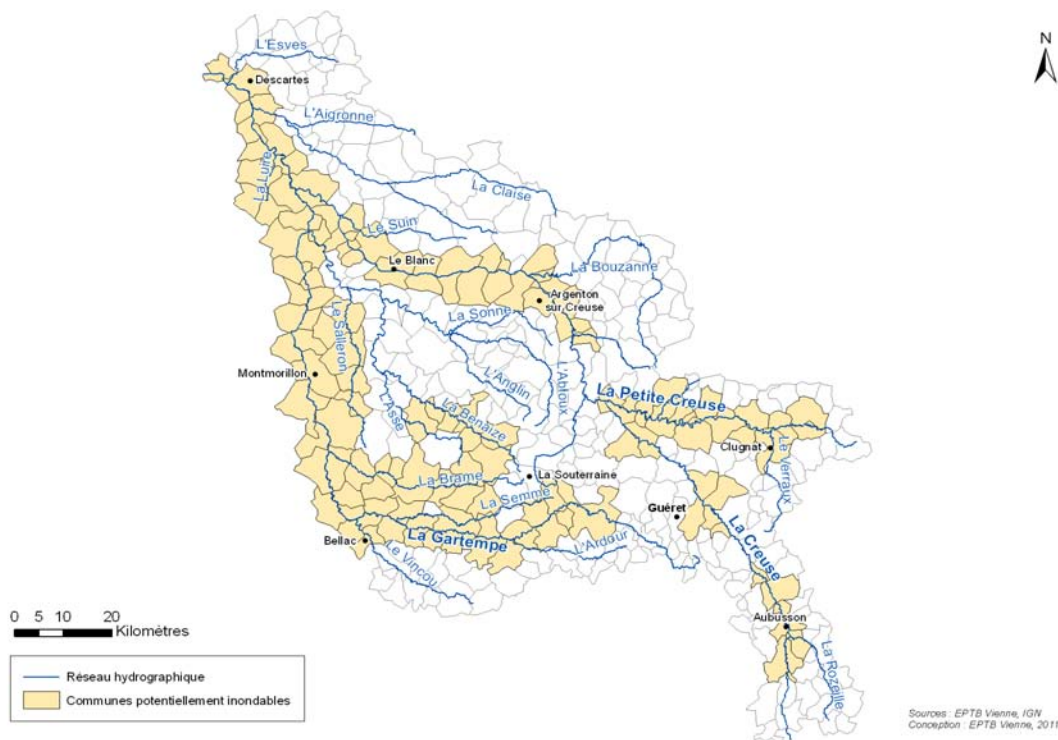 L'Esves
N
Descartes
L'Aigronne
La Luire
La Claise
Le Suin
Le Blanc
La Bouzanne
Argenton
sur Creuse
La Sonne
Le Salleron
L'Abloux
L'Anglin
Montmorillon
La Petite Creuse
L'Asse
La Benaize
Clugnat
Le Verraux
La Brame
La Souterraine
La Semme
Guéret
La Creuse
Bellac
La Gartempe
L'Ardour
Le Vincou
0 5 10 20
Kilomètres
Aubusson
La Rozeille
Réseau hydrographique
Communes potentiellement inondables
Sources : EPTB Vienne, IGN
Conception : EPTB Vienne, 2011